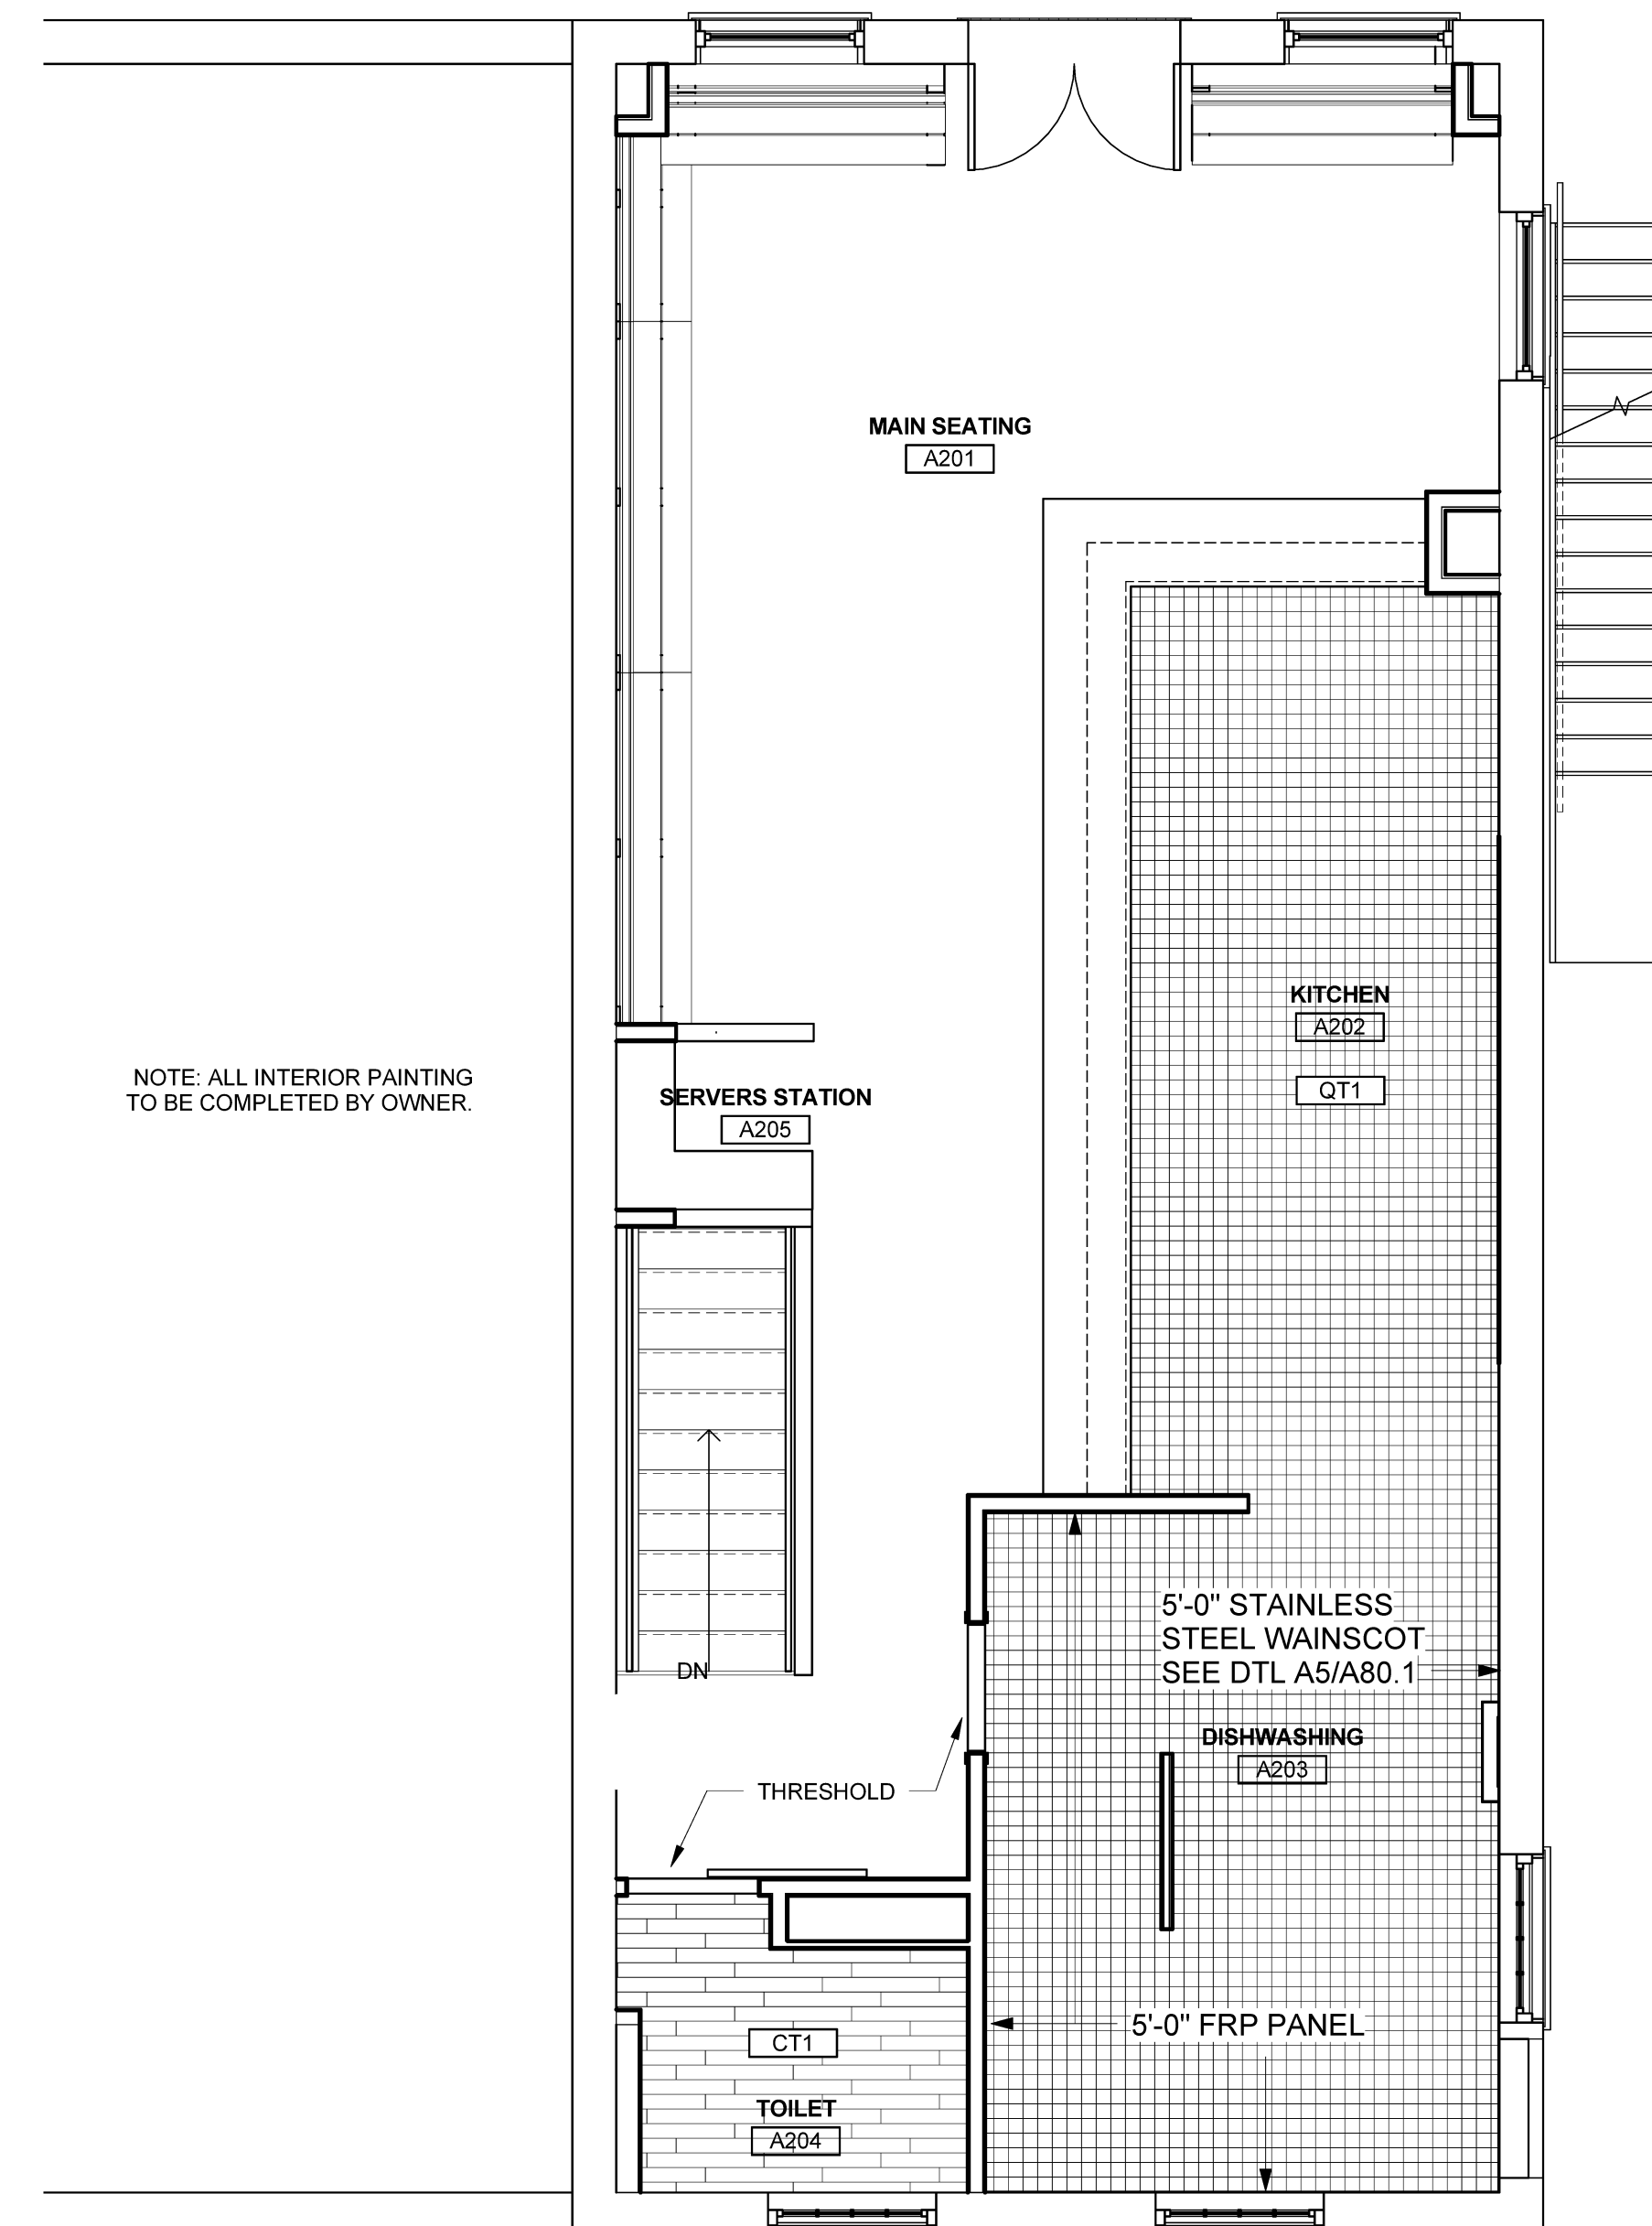 MAIN SEATING
A201
KITCHEN
A202
QT1
NOTE: ALL INTERIOR PAINTING
TO BE COMPLETED BY OWNER.
SERVERS STATION
A205
5'-0" STAINLESS
STEEL WAINSCOT
SEE DTL A5/A80.1
DN
DISHWASHING
A203
THRESHOLD
5'-0" FRP PANEL
CT1
TOILET
A204